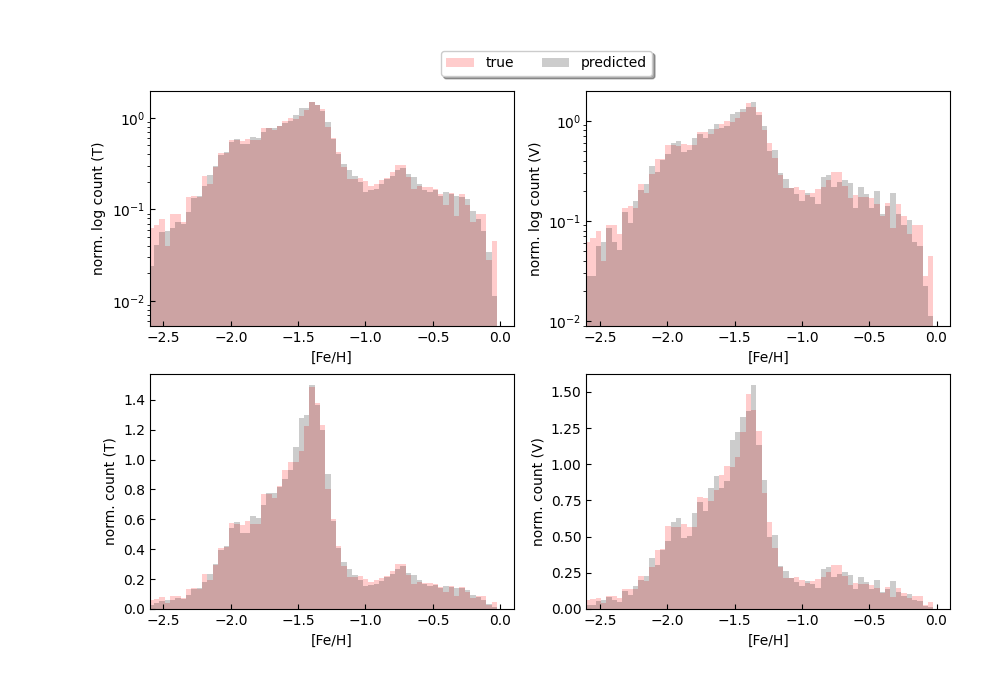 true predicted
norm. log count (T)
10⁰
10⁻¹
10⁻²
−2.5 −2.0 −1.5 −1.0 −0.5 0.0
[Fe/H]
norm. log count (V)
10⁰
10⁻¹
10⁻²
−2.5 −2.0 −1.5 −1.0 −0.5 0.0
[Fe/H]
norm. count (T)
1.4
1.2
1.0
0.8
0.6
0.4
0.2
0.0
−2.5 −2.0 −1.5 −1.0 −0.5 0.0
[Fe/H]
norm. count (V)
1.50
1.25
1.00
0.75
0.50
0.25
0.00
−2.5 −2.0 −1.5 −1.0 −0.5 0.0
[Fe/H]